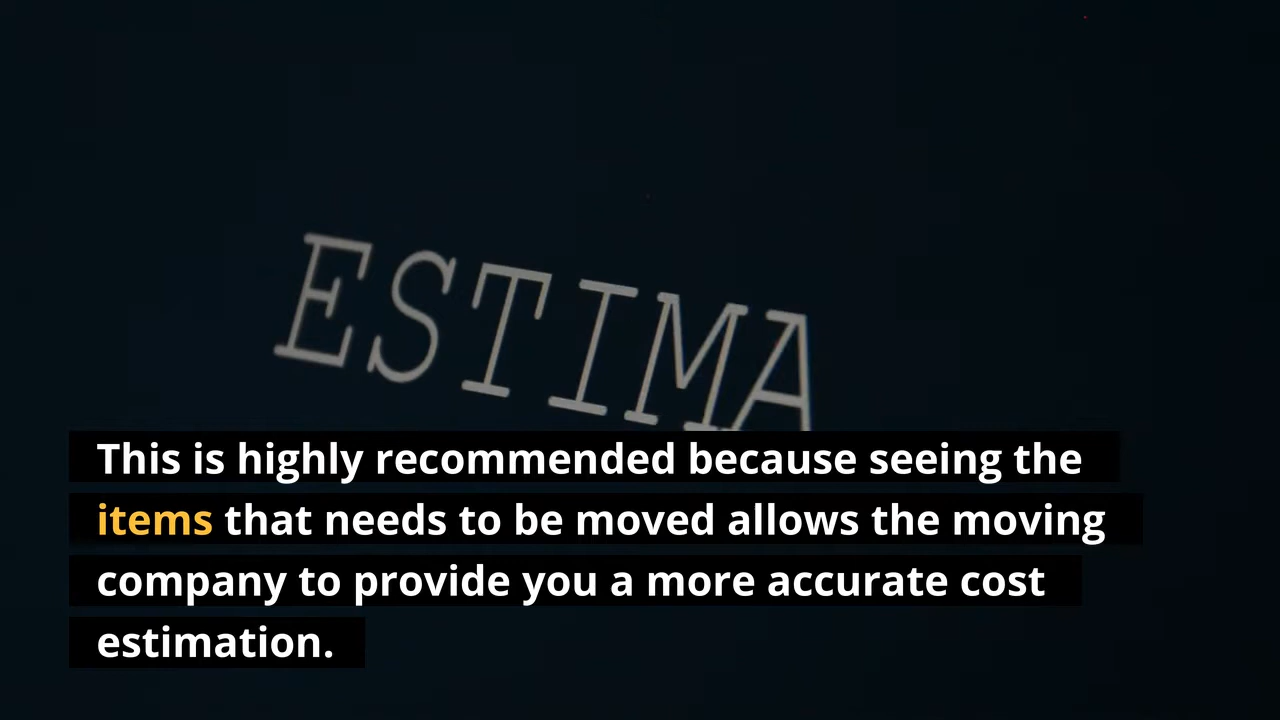 ESTIMA
This is highly recommended because seeing the
items that needs to be moved allows the moving
company to provide you a more accurate cost
estimation.